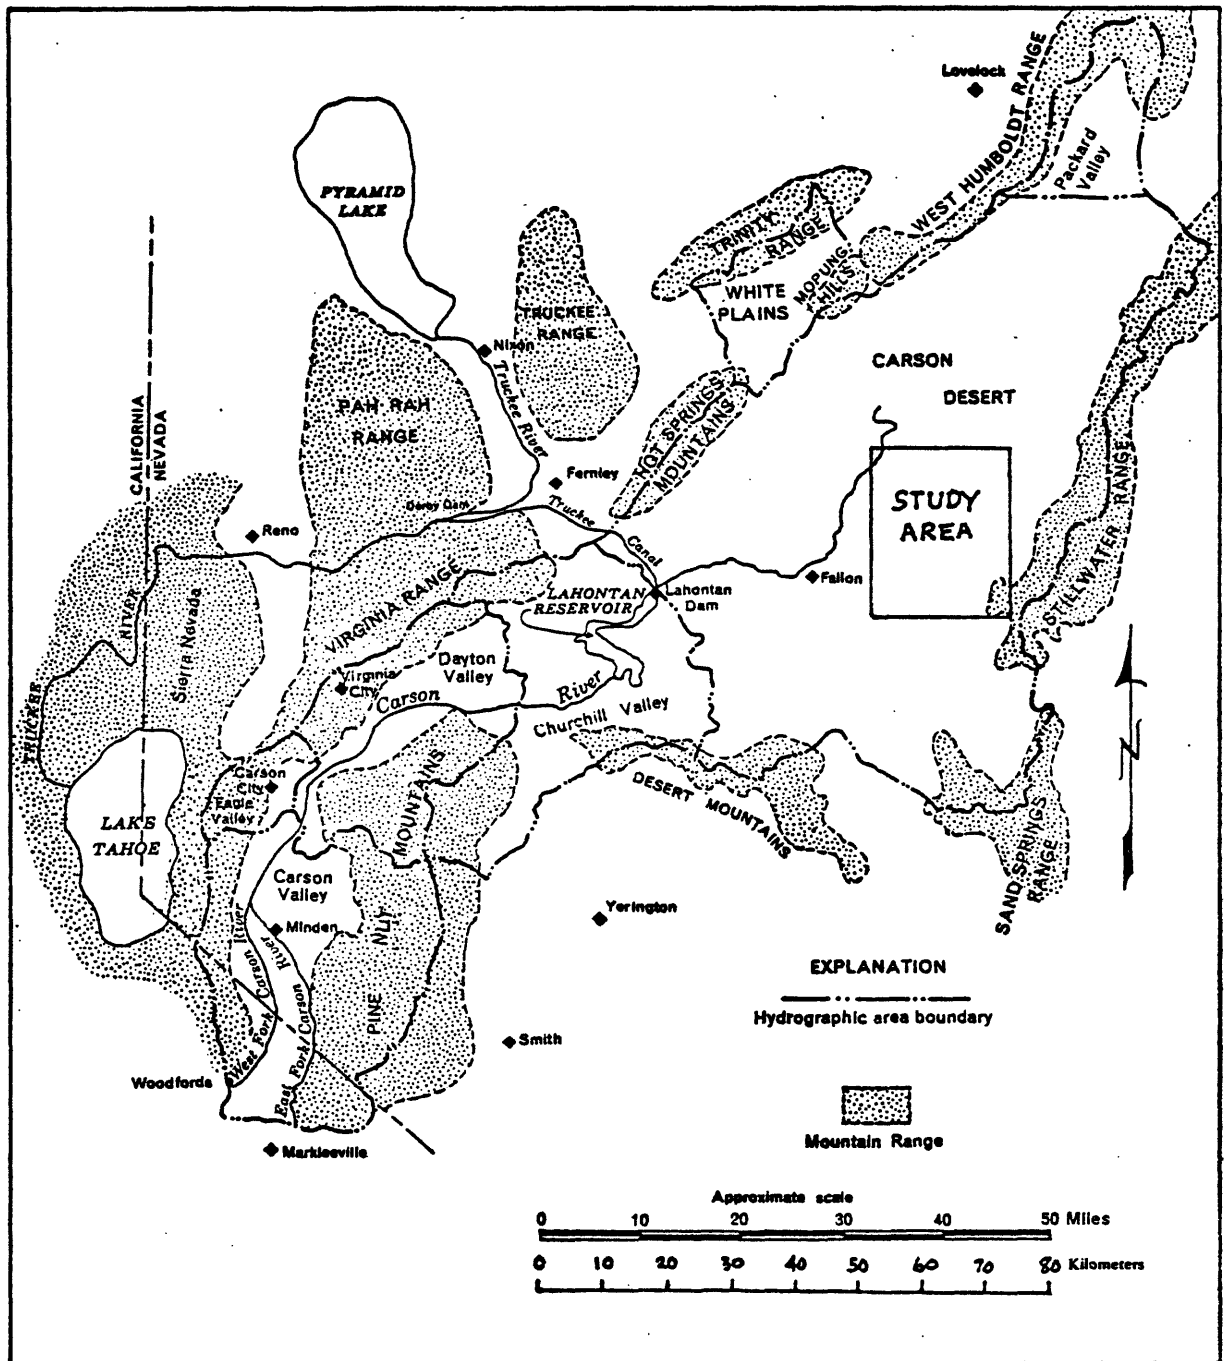 Lovelock
WEST HUMBOLDT RANGE
Packard
Valley
PYRAMID
LAKE
TRINITY
RANGE
MOPUNG
HILLS
WHITE
PLAINS
TRUCKEE
RANGE
Nixon
Truckee River
CARSON
DESERT
PAH RAH
RANGE
HOT SPRINGS
MOUNTAINS
CALIFORNIA
NEVADA
Fernley
Derby Dam
Truckee
Canal
STUDY
AREA
STILLWATER RANGE
Reno
Fallon
VIRGINIA RANGE
LAHONTAN
RESERVOIR
Lahontan
Dam
TRUCKEE RIVER
Sierra Nevada
Dayton
Valley
Virginia
City
Carson River
Churchill Valley
Carson
City
Eagle
Valley
DESERT MOUNTAINS
LAKE
TAHOE
SAND SPRINGS
RANGE
Carson
Valley
PINE NUT MOUNTAINS
Minden
Yerington
West Fork Carson River
East Fork Carson River
Woodfords
Smith
Markleeville
EXPLANATION
Hydrographic area boundary
Mountain Range
Approximate scale
0 10 20 30 40 50 Miles
0 10 20 30 40 50 60 70 80 Kilometers